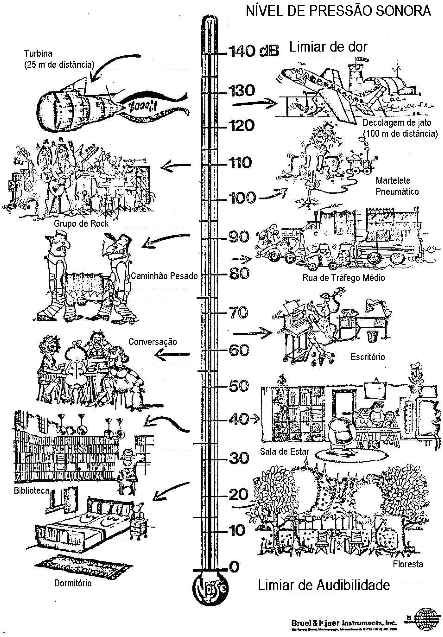 NÍVEL DE PRESSÃO SONORA
140 dB
Limiar de dor
Turbina
(25 m de distância)
130
120
Decolagem de jato
(100 m de distância)
110
100
Martelete
Pneumático
Grupo de Rock
90
80
Caminhão Pesado
Rua de Tráfego Médio
70
60
Conversação
Escritório
50
40
30
Sala de Estar
Biblioteca
20
10
Floresta
Dormitório
0
Limiar de Audibilidade
Bruel & Kjaer Instruments, Inc.